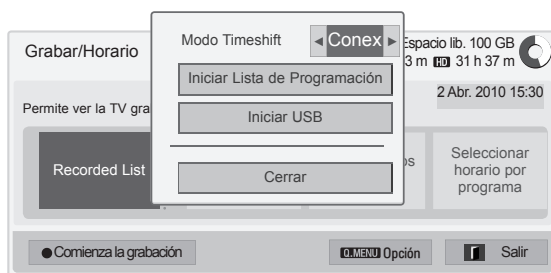 Grabar/Horario
Espacio lib. 100 GB
3 m HD 31 h 37 m
2 Abr. 2010 15:30
Permite ver la TV gra
Modo Timeshift
Conex
Iniciar Lista de Programación
Iniciar USB
Cerrar
Recorded List
os
Seleccionar
horario por
programa
Comienza la grabación
Q.MENU Opción
Salir